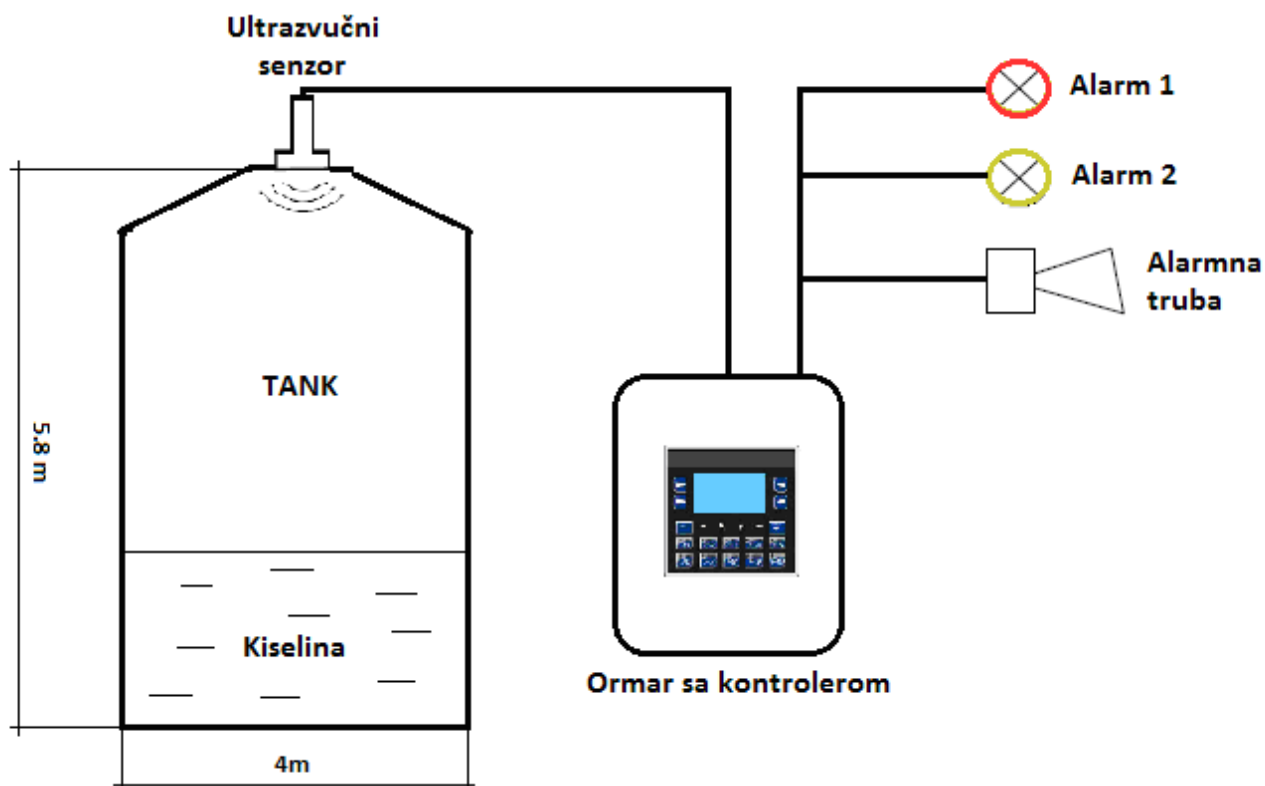 Ultrazvučni
senzor
Alarm 1
Alarm 2
Alarmna
truba
TANK
5.8 m
Kiselina
Ormar sa kontrolerom
4m